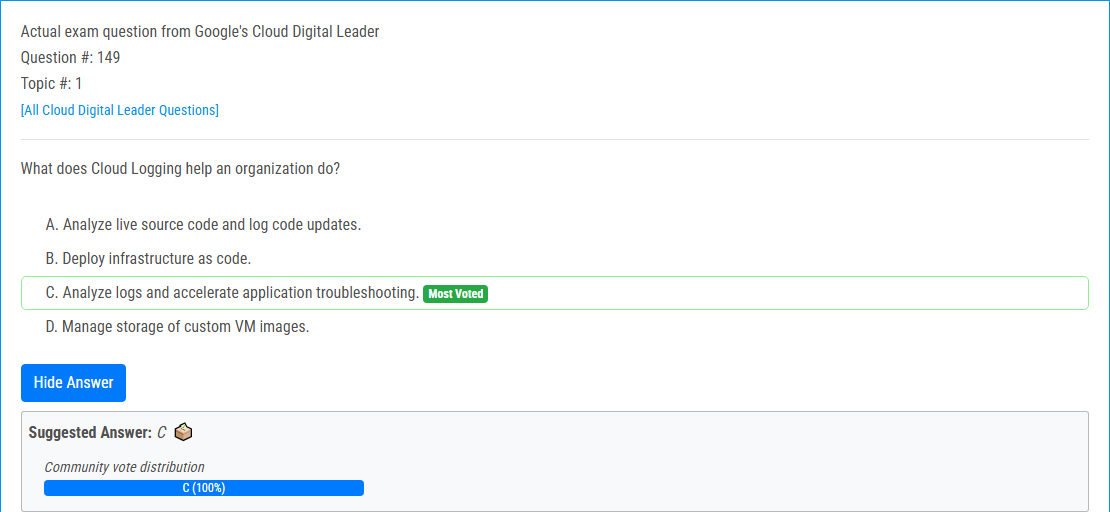 Actual exam question from Google's Cloud Digital Leader
Question #: 149
Topic #: 1
[All Cloud Digital Leader Questions]
What does Cloud Logging help an organization do?
A. Analyze live source code and log code updates.
B. Deploy infrastructure as code.
C. Analyze logs and accelerate application troubleshooting. Most Voted
D. Manage storage of custom VM images.
Hide Answer
Suggested Answer: C
Community vote distribution
C (100%)